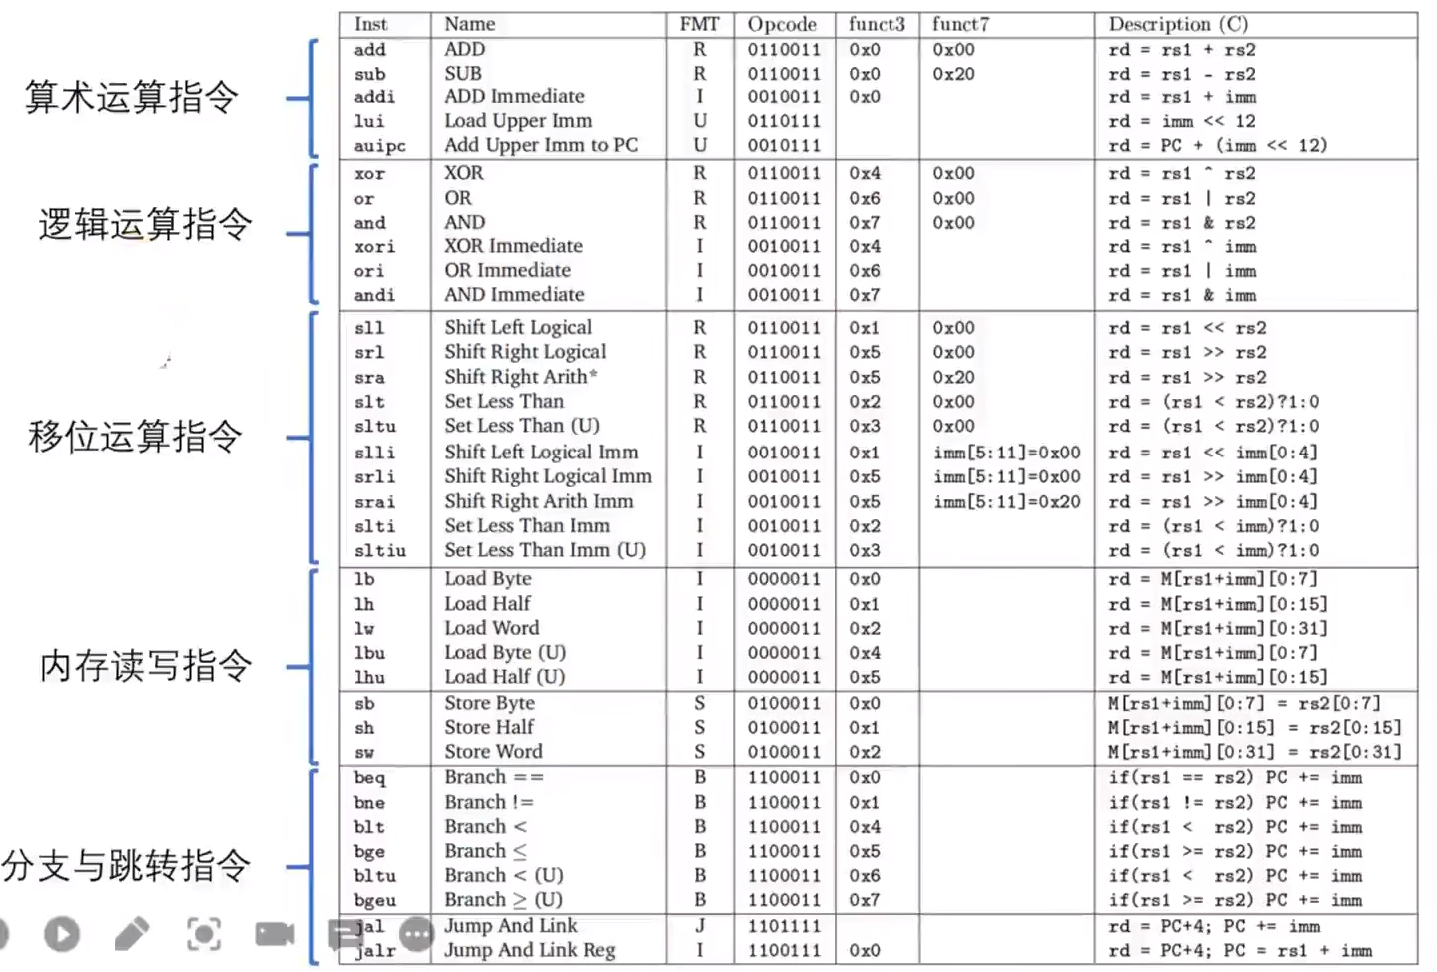 Inst Name FMT Opcode funct3 funct7 Description (C)
算术运算指令
add ADD R 0110011 0x0 0x00 rd = rs1 + rs2
sub SUB R 0110011 0x0 0x20 rd = rs1 - rs2
addi ADD Immediate I 0010011 0x0 rd = rs1 + imm
lui Load Upper Imm U 0110111 rd = imm << 12
auipc Add Upper Imm to PC U 0010111 rd = PC + (imm << 12)
逻辑运算指令
xor XOR R 0110011 0x4 0x00 rd = rs1 ^ rs2
or OR R 0110011 0x6 0x00 rd = rs1 | rs2
and AND R 0110011 0x7 0x00 rd = rs1 & rs2
xori XOR Immediate I 0010011 0x4 rd = rs1 ^ imm
ori OR Immediate I 0010011 0x6 rd = rs1 | imm
andi AND Immediate I 0010011 0x7 rd = rs1 & imm
移位运算指令
sll Shift Left Logical R 0110011 0x1 0x00 rd = rs1 << rs2
srl Shift Right Logical R 0110011 0x5 0x00 rd = rs1 >> rs2
sra Shift Right Arith* R 0110011 0x5 0x20 rd = rs1 >> rs2
slt Set Less Than R 0110011 0x2 0x00 rd = (rs1 < rs2)?1:0
sltu Set Less Than (U) R 0110011 0x3 0x00 rd = (rs1 < rs2)?1:0
slli Shift Left Logical Imm I 0010011 0x1 imm[5:11]=0x00 rd = rs1 << imm[0:4]
srli Shift Right Logical Imm I 0010011 0x5 imm[5:11]=0x00 rd = rs1 >> imm[0:4]
srai Shift Right Arith Imm I 0010011 0x5 imm[5:11]=0x20 rd = rs1 >> imm[0:4]
slti Set Less Than Imm I 0010011 0x2 rd = (rs1 < imm)?1:0
sltiu Set Less Than Imm (U) I 0010011 0x3 rd = (rs1 < imm)?1:0
内存读写指令
lb Load Byte I 0000011 0x0 rd = M[rs1+imm][0:7]
lh Load Half I 0000011 0x1 rd = M[rs1+imm][0:15]
lw Load Word I 0000011 0x2 rd = M[rs1+imm][0:31]
lbu Load Byte (U) I 0000011 0x4 rd = M[rs1+imm][0:7]
lhu Load Half (U) I 0000011 0x5 rd = M[rs1+imm][0:15]
sb Store Byte S 0100011 0x0 M[rs1+imm][0:7] = rs2[0:7]
sh Store Half S 0100011 0x1 M[rs1+imm][0:15] = rs2[0:15]
sw Store Word S 0100011 0x2 M[rs1+imm][0:31] = rs2[0:31]
分支与跳转指令
beq Branch == B 1100011 0x0 if(rs1 == rs2) PC += imm
bne Branch != B 1100011 0x1 if(rs1 != rs2) PC += imm
blt Branch < B 1100011 0x4 if(rs1 < rs2) PC += imm
bge Branch ≤ B 1100011 0x5 if(rs1 >= rs2) PC += imm
bltu Branch < (U) B 1100011 0x6 if(rs1 < rs2) PC += imm
bgeu Branch ≥ (U) B 1100011 0x7 if(rs1 >= rs2) PC += imm
jal Jump And Link J 1101111 rd = PC+4; PC += imm
jalr Jump And Link Reg I 1100111 0x0 rd = PC+4; PC = rs1 + imm